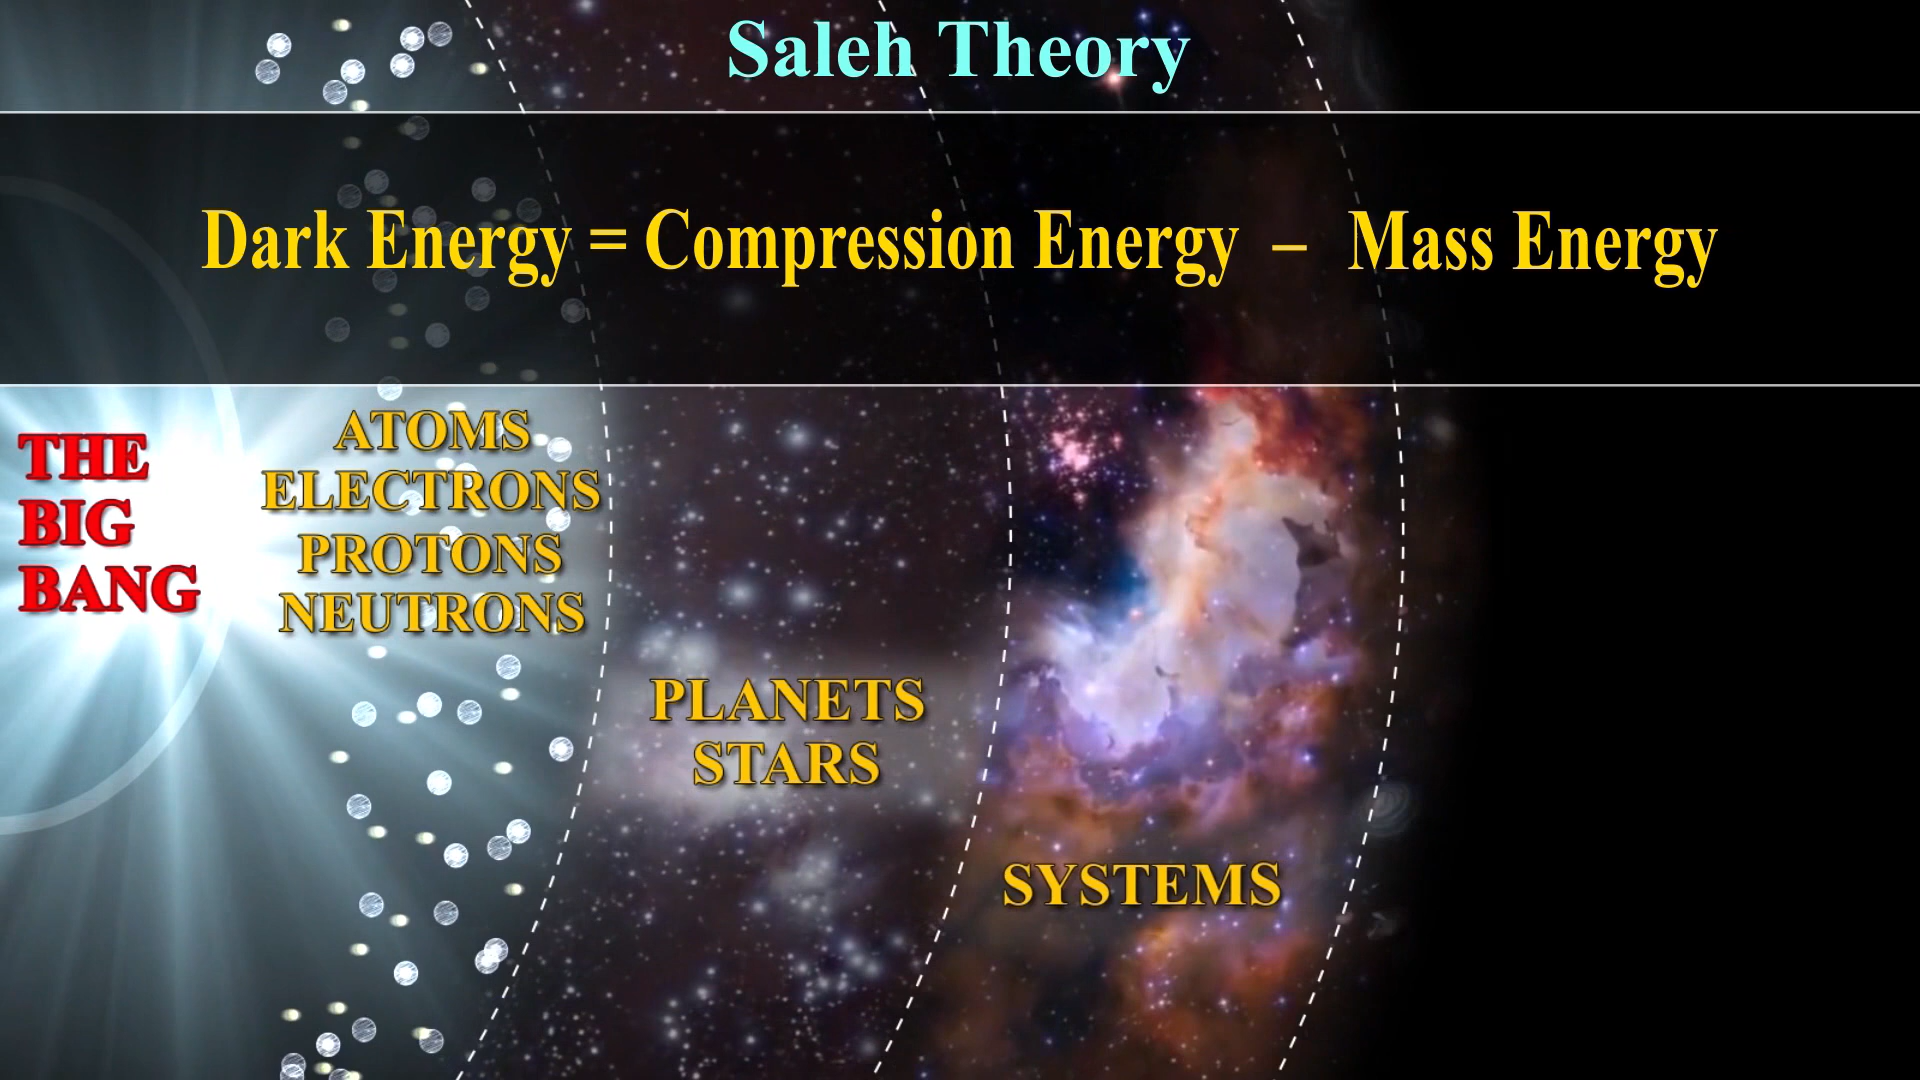 Saleh Theory
Dark Energy = Compression Energy – Mass Energy
THE
BIG
BANG
ATOMS
ELECTRONS
PROTONS
NEUTRONS
PLANETS
STARS
SYSTEMS